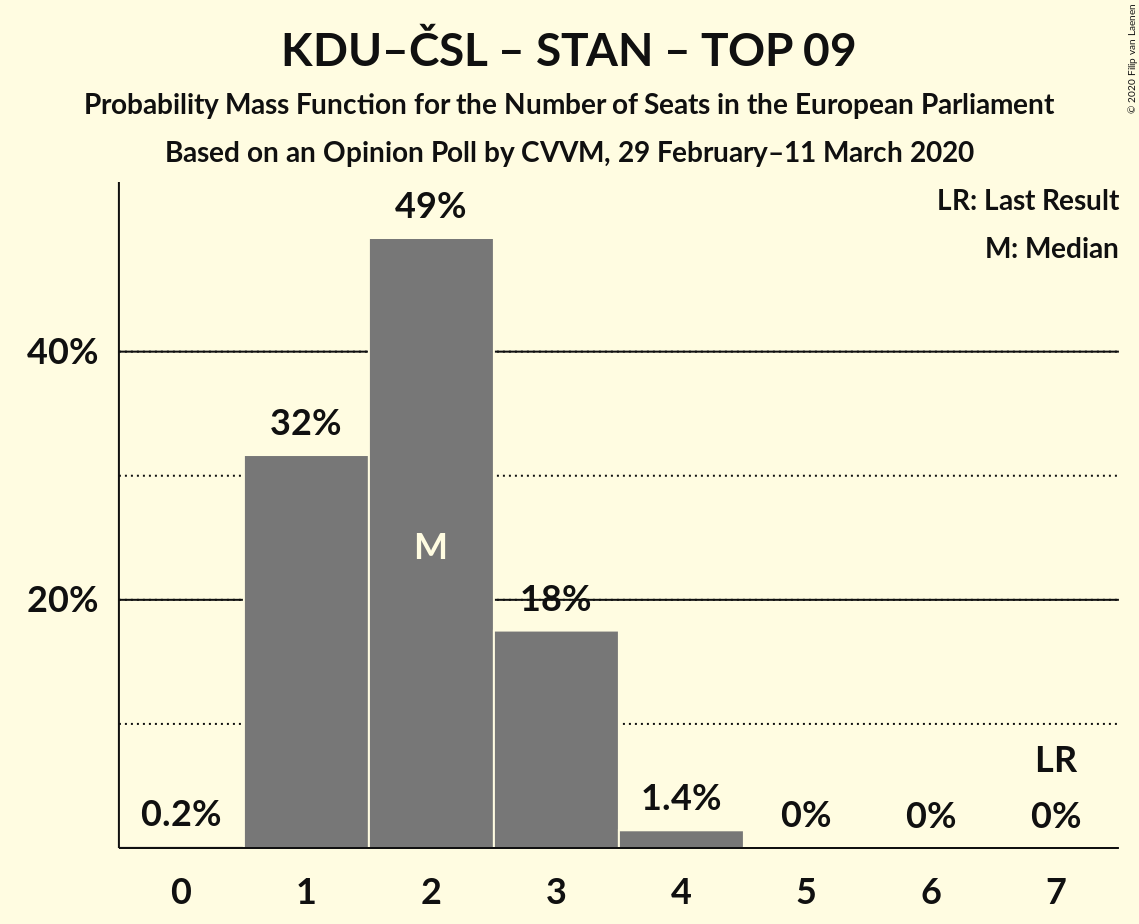 KDU–ČSL – STAN – TOP 09
Probability Mass Function for the Number of Seats in the European Parliament
Based on an Opinion Poll by CVVM, 29 February–11 March 2020
© 2020 Filip van Laenen
LR: Last Result
M: Median
49%
40%
32%
M
20%
18%
LR
0.2%
1.4%
0%
0%
0%
0 1 2 3 4 5 6 7